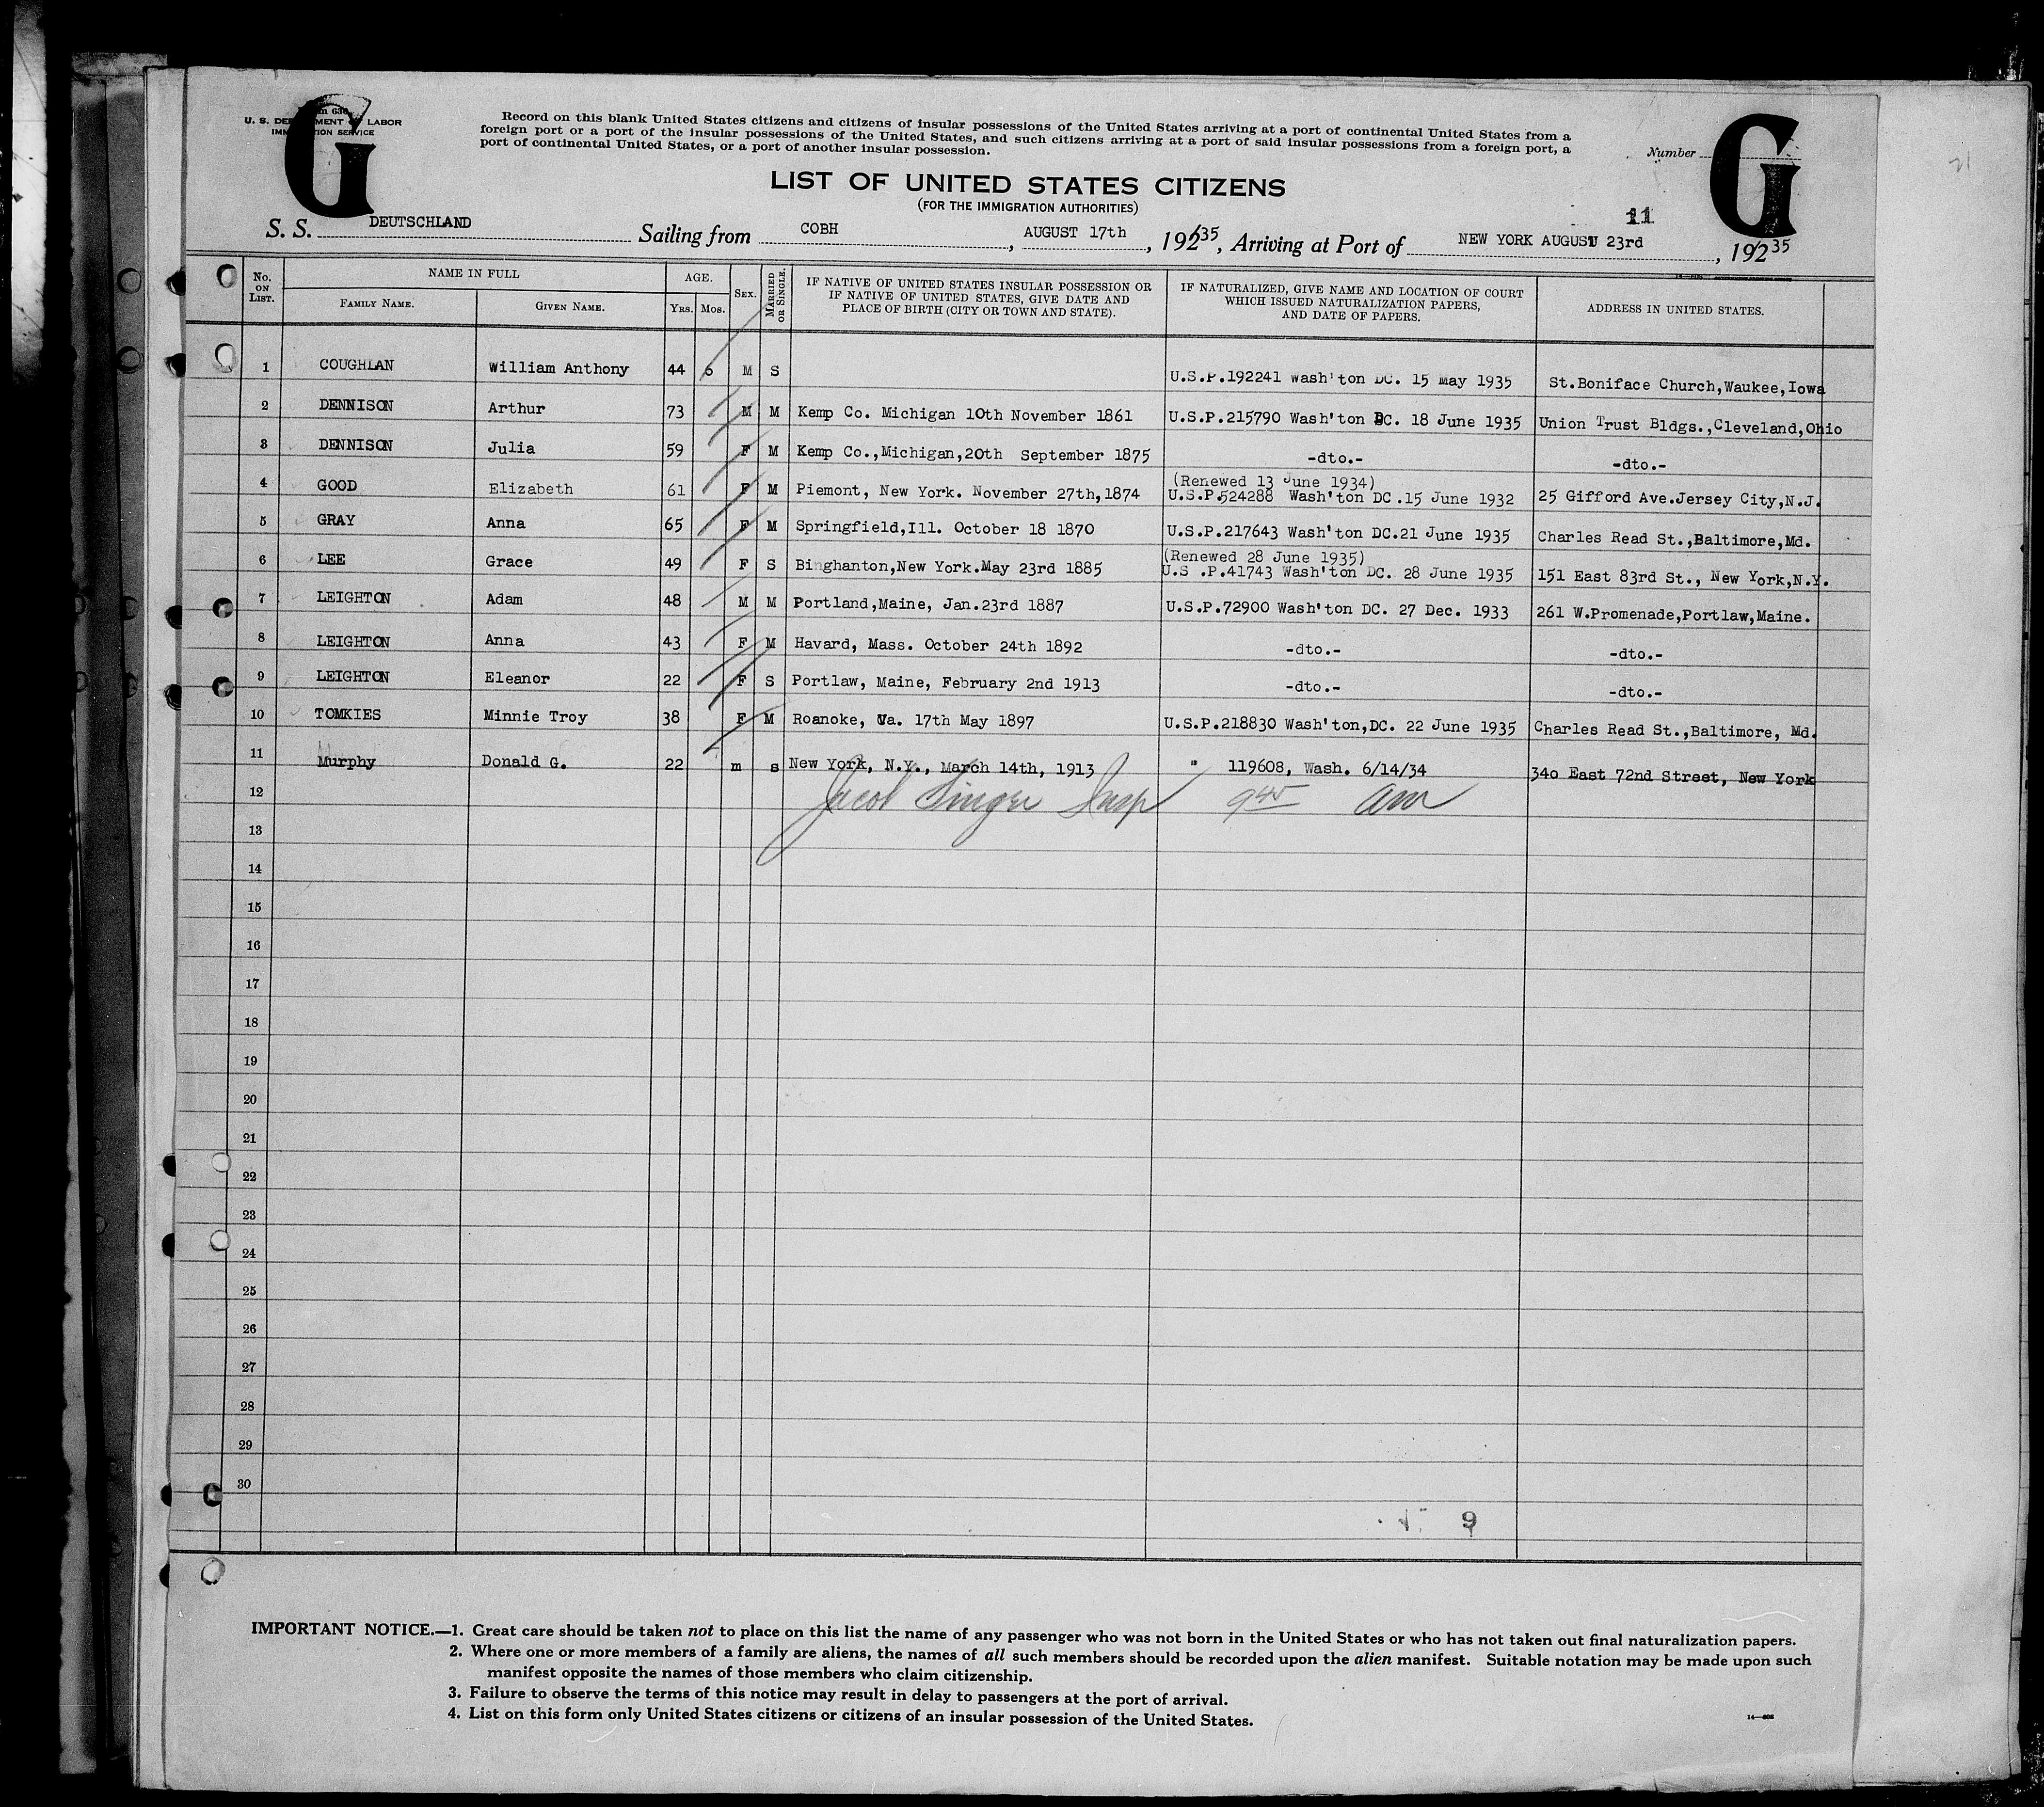 G
U. S. DEPARTMENT OF LABOR
IMMIGRATION SERVICE
Record on this blank United States citizens and citizens of insular possessions of the United States arriving at a port of continental United States from a
foreign port or a port of the insular possessions of the United States, and such citizens arriving at a port of said insular possessions from a foreign port, a
port of continental United States, or a port of another insular possession.
Number
G
LIST OF UNITED STATES CITIZENS
(FOR THE IMMIGRATION AUTHORITIES)
11
S. S. DEUTSCHLAND Sailing from COBH, AUGUST 17th, 19235, Arriving at Port of NEW YORK AUGUST 23rd, 19235
No. ON LIST. NAME IN FULL FAMILY NAME. GIVEN NAME. AGE. YRS. MOS. SEX. MARRIED OR SINGLE. IF NATIVE OF UNITED STATES INSULAR POSSESSION OR IF NATIVE OF UNITED STATES, GIVE DATE AND PLACE OF BIRTH (CITY OR TOWN AND STATE). IF NATURALIZED, GIVE NAME AND LOCATION OF COURT WHICH ISSUED NATURALIZATION PAPERS, AND DATE OF PAPERS. ADDRESS IN UNITED STATES.
1 COUGHLAN William Anthony 44 6 M S U.S.P.192241 Wash'ton DC. 15 May 1935 St.Boniface Church,Waukee,Iowa
2 DENNISON Arthur 73 M M Kemp Co. Michigan 10th November 1861 U.S.P.215790 Wash'ton DC. 18 June 1935 Union Trust Bldgs.,Cleveland,Ohio
3 DENNISON Julia 59 F M Kemp Co.,Michigan,20th September 1875 -dto.- -dto.-
(Renewed 13 June 1934)
4 GOOD Elizabeth 61 F M Piemont, New York. November 27th,1874 U.S.P.524288 Wash'ton DC.15 June 1932 25 Gifford Ave.Jersey City,N.J.
5 GRAY Anna 65 F M Springfield,Ill. October 18 1870 U.S.P.217643 Wash'ton DC.21 June 1935 Charles Read St.,Baltimore,Md.
(Renewed 28 June 1935)
6 LEE Grace 49 F S Binghanton,New York.May 23rd 1885 U.S .P.41743 Wash'ton DC. 28 June 1935 151 East 83rd St., New York,N.Y.
7 LEIGHTON Adam 48 M M Portland,Maine, Jan.23rd 1887 U.S.P.72900 Wash'ton DC. 27 Dec. 1933 261 W.Promenade,Portlaw,Maine.
8 LEIGHTON Anna 43 F M Havard, Mass. October 24th 1892 -dto.- -dto.-
9 LEIGHTON Eleanor 22 F S Portlaw, Maine, February 2nd 1913 -dto.- -dto.-
10 TOMKIES Minnie Troy 38 F M Roanoke, Va. 17th May 1897 U.S.P.218830 Wash'ton,DC. 22 June 1935 Charles Read St.,Baltimore, Md.
11 Murphy Donald G. 22 m s New York, N.Y., March 14th, 1913 " 119608, Wash. 6/14/34 340 East 72nd Street, New York
12 Jacob Singer Insp 9 45 am
13
14
15
16
17
18
19
20
21
22
23
24
25
26
27
28
29
30
9
IMPORTANT NOTICE.—1. Great care should be taken not to place on this list the name of any passenger who was not born in the United States or who has not taken out final naturalization papers.
2. Where one or more members of a family are aliens, the names of all such members should be recorded upon the alien manifest. Suitable notation may be made upon such
manifest opposite the names of those members who claim citizenship.
3. Failure to observe the terms of this notice may result in delay to passengers at the port of arrival.
4. List on this form only United States citizens or citizens of an insular possession of the United States.